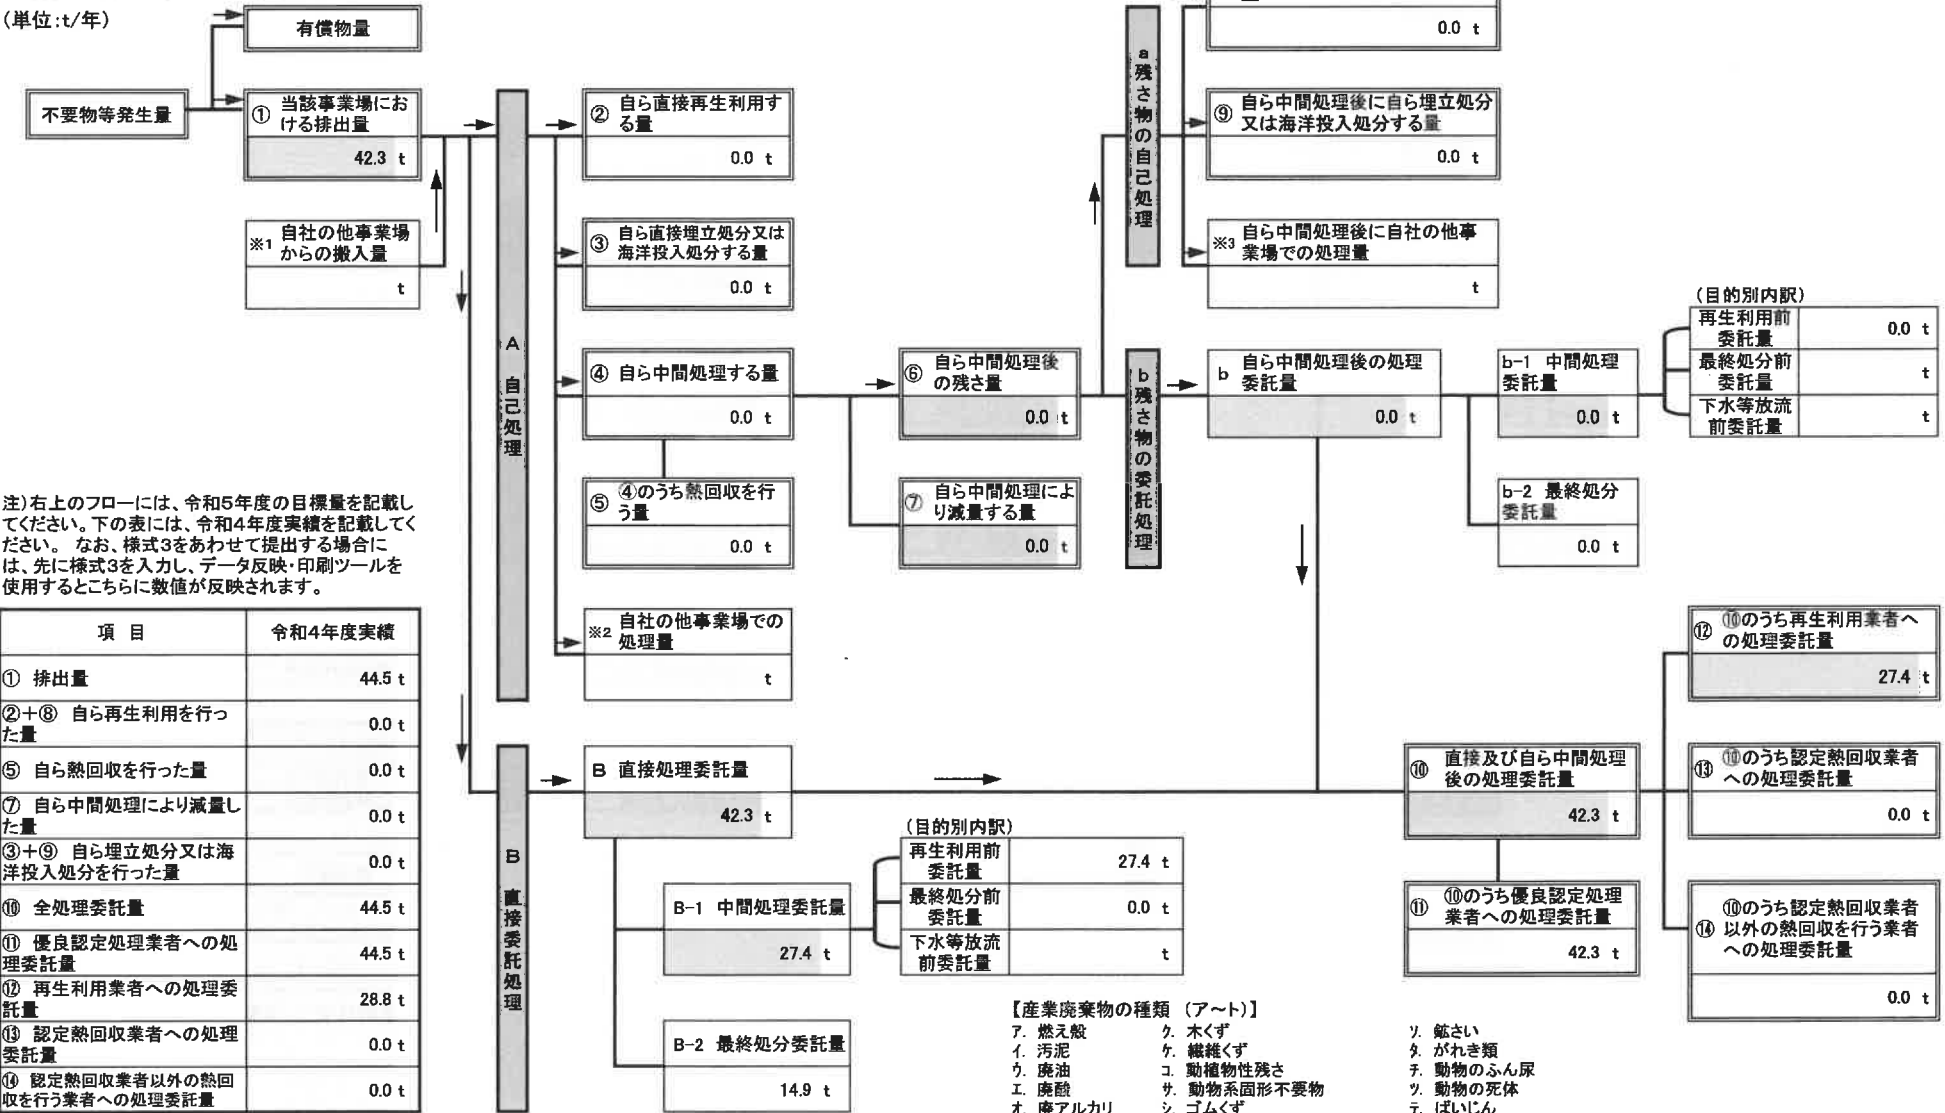 (単位:t/年)
有償物量
不要物等発生量
① 当該事業場にお
ける排出量
42.3 t
※1 自社の他事業場
からの搬入量
t
A 自己処理
② 自ら直接再生利用す
る量
0.0 t
③ 自ら直接埋立処分又は
海洋投入処分する量
0.0 t
④ 自ら中間処理する量
0.0 t
⑤ ④のうち熱回収を行
う量
0.0 t
※2 自社の他事業場での
処理量
t
⑥ 自ら中間処理後
の残さ量
0.0 t
⑦ 自ら中間処理によ
り減量する量
0.0 t
a 残さ物の自己処理
0.0 t
⑨ 自ら中間処理後に自ら埋立処分
又は海洋投入処分する量
0.0 t
※3 自ら中間処理後に自社の他事
業場での処理量
t
b 残さ物の委託処理
b 自ら中間処理後の処理
委託量
0.0 t
b-1 中間処理
委託量
0.0 t
b-2 最終処分
委託量
0.0 t
(目的別内訳)
再生利用前
委託量
0.0 t
最終処分前
委託量
t
下水等放流
前委託量
t
注)右上のフローには、令和5年度の目標量を記載し
てください。下の表には、令和4年度実績を記載してく
ださい。 なお、様式3をあわせて提出する場合に
は、先に様式3を入力し、データ反映・印刷ツールを
使用するとこちらに数値が反映されます。
項 目 令和4年度実績
① 排出量 44.5 t
②+⑧ 自ら再生利用を行っ
た量 0.0 t
⑤ 自ら熱回収を行った量 0.0 t
⑦ 自ら中間処理により減量し
た量 0.0 t
③+⑨ 自ら埋立処分又は海
洋投入処分を行った量 0.0 t
⑩ 全処理委託量 44.5 t
⑪ 優良認定処理業者への処
理委託量 44.5 t
⑫ 再生利用業者への処理委
託量 28.8 t
⑬ 認定熱回収業者への処理
委託量 0.0 t
⑭ 認定熱回収業者以外の熱回
収を行う業者への処理委託量 0.0 t
B 直接委託処理
B 直接処理委託量
42.3 t
B-1 中間処理委託量
27.4 t
B-2 最終処分委託量
14.9 t
(目的別内訳)
再生利用前
委託量
27.4 t
最終処分前
委託量
0.0 t
下水等放流
前委託量
t
⑩ 直接及び自ら中間処理
後の処理委託量
42.3 t
⑪ ⑩のうち優良認定処理
業者への処理委託量
42.3 t
⑫ ⑩のうち再生利用業者へ
の処理委託量
27.4 t
⑬ ⑩のうち認定熱回収業者
への処理委託量
0.0 t
⑭ ⑩のうち認定熱回収業者
以外の熱回収を行う業者
への処理委託量
0.0 t
【産業廃棄物の種類 (ア~ト)】
ア. 燃え殻 ク. 木くず ソ. 鉱さい
イ. 汚泥 ケ. 繊維くず タ. がれき類
ウ. 廃油 コ. 動植物性残さ チ. 動物のふん尿
エ. 廃酸 サ. 動物系固形不要物 ツ. 動物の死体
オ. 廃アルカリ シ. ゴムくず テ. ばいじん